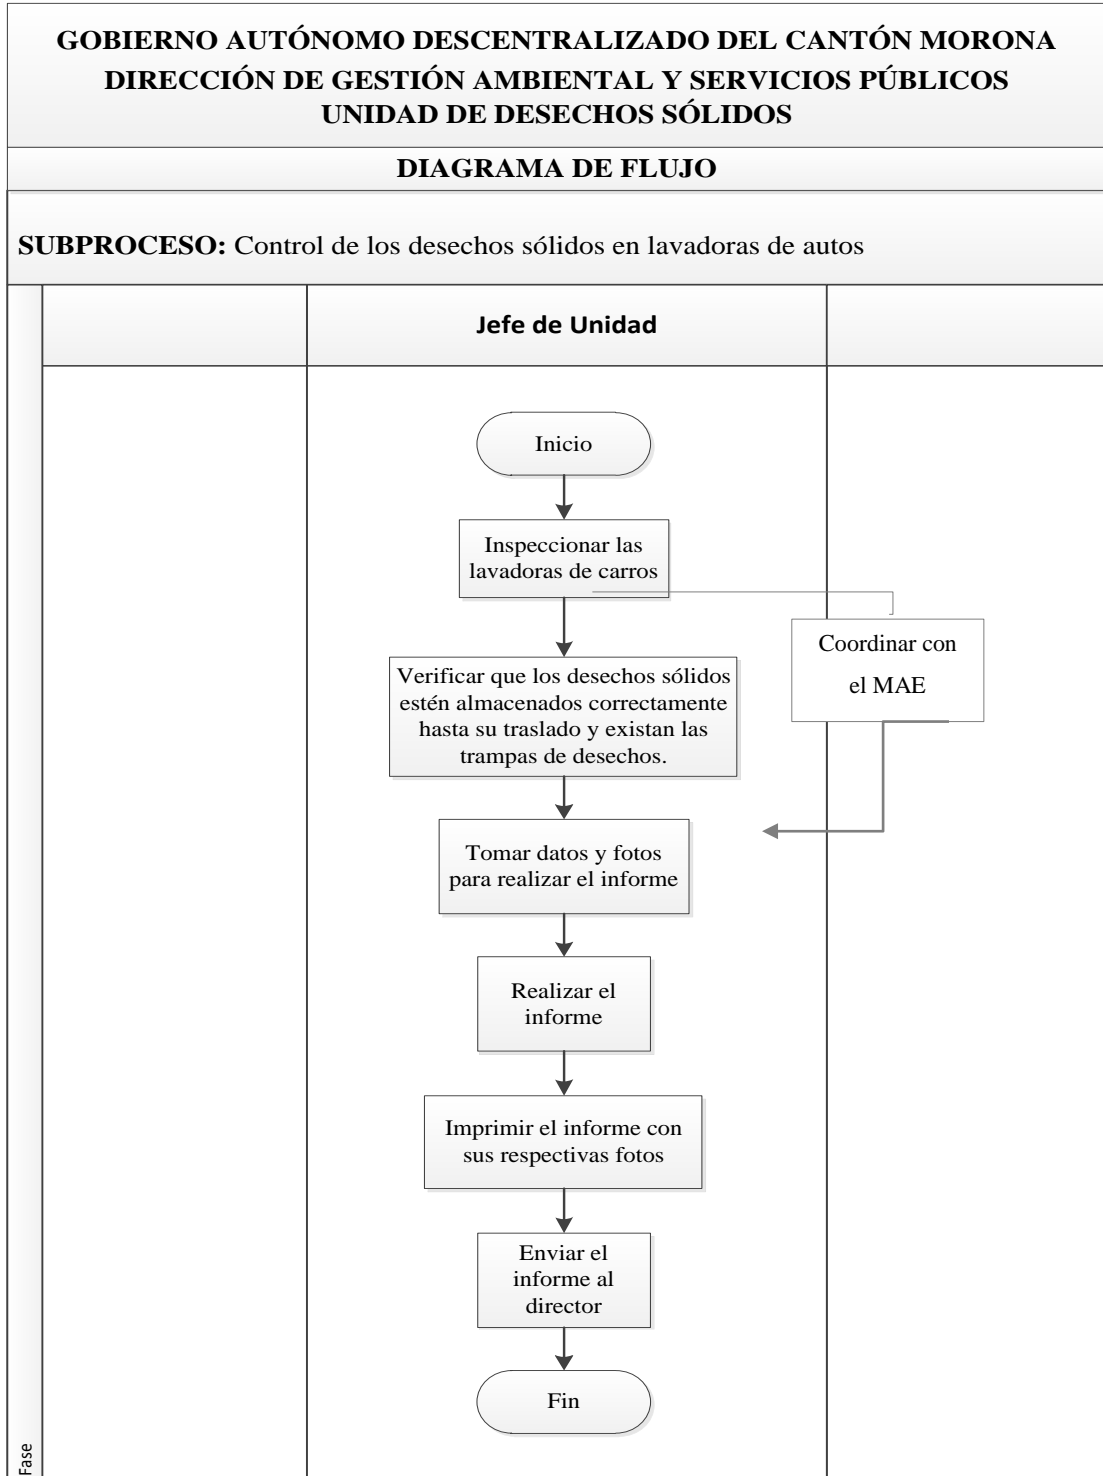 GOBIERNO AUTÓNOMO DESCENTRALIZADO DEL CANTÓN MORONA
DIRECCIÓN DE GESTIÓN AMBIENTAL Y SERVICIOS PÚBLICOS
UNIDAD DE DESECHOS SÓLIDOS
DIAGRAMA DE FLUJO
SUBPROCESO: Control de los desechos sólidos en lavadoras de autos
Jefe de Unidad
Inicio
Inspeccionar las
lavadoras de carros
Coordinar con
el MAE
Verificar que los desechos sólidos
estén almacenados correctamente
hasta su traslado y existan las
trampas de desechos.
Tomar datos y fotos
para realizar el informe
Realizar el
informe
Imprimir el informe con
sus respectivas fotos
Enviar el
informe al
director
Fin
Fase